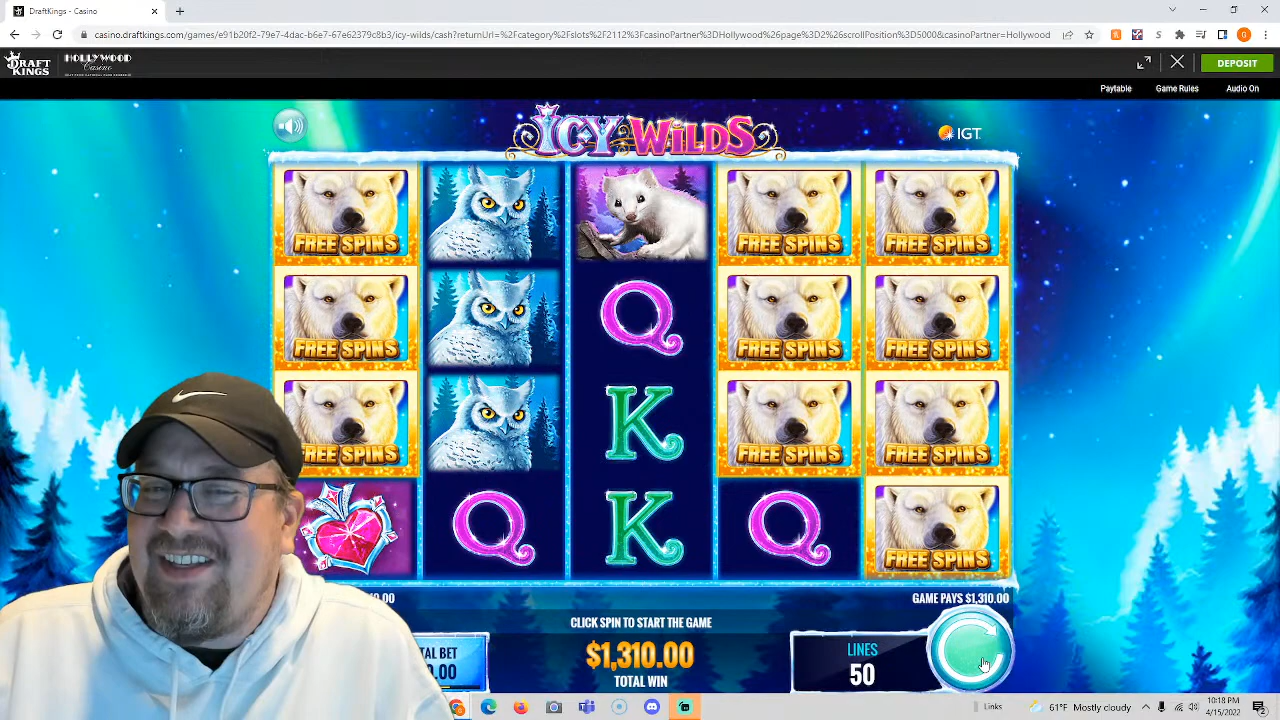 DraftKings - Casino
casino.draftkings.com/games/e91b20f2-79e7-4dac-b6e7-67e62379c8b3/icy-wilds/cash?returnUrl=%2Fcategory%2Fslots%2F2112%3FcasinoPartner%3DHollywood%26page%3D2%26scrollPosition%3D5000&casinoPartner=Hollywood
DRAFT KINGS HOLLYWOOD Casino
DEPOSIT
Paytable Game Rules Audio On
ICY WILDS
IGT
FREE SPINS FREE SPINS FREE SPINS
FREE SPINS Q FREE SPINS FREE SPINS
FREE SPINS K FREE SPINS FREE SPINS
Q K Q FREE SPINS
GAME PAYS $1,310.00
CLICK SPIN TO START THE GAME
BET
$1,310.00
TOTAL WIN
LINES
50
Links 61°F Mostly cloudy
10:18 PM
4/15/2022